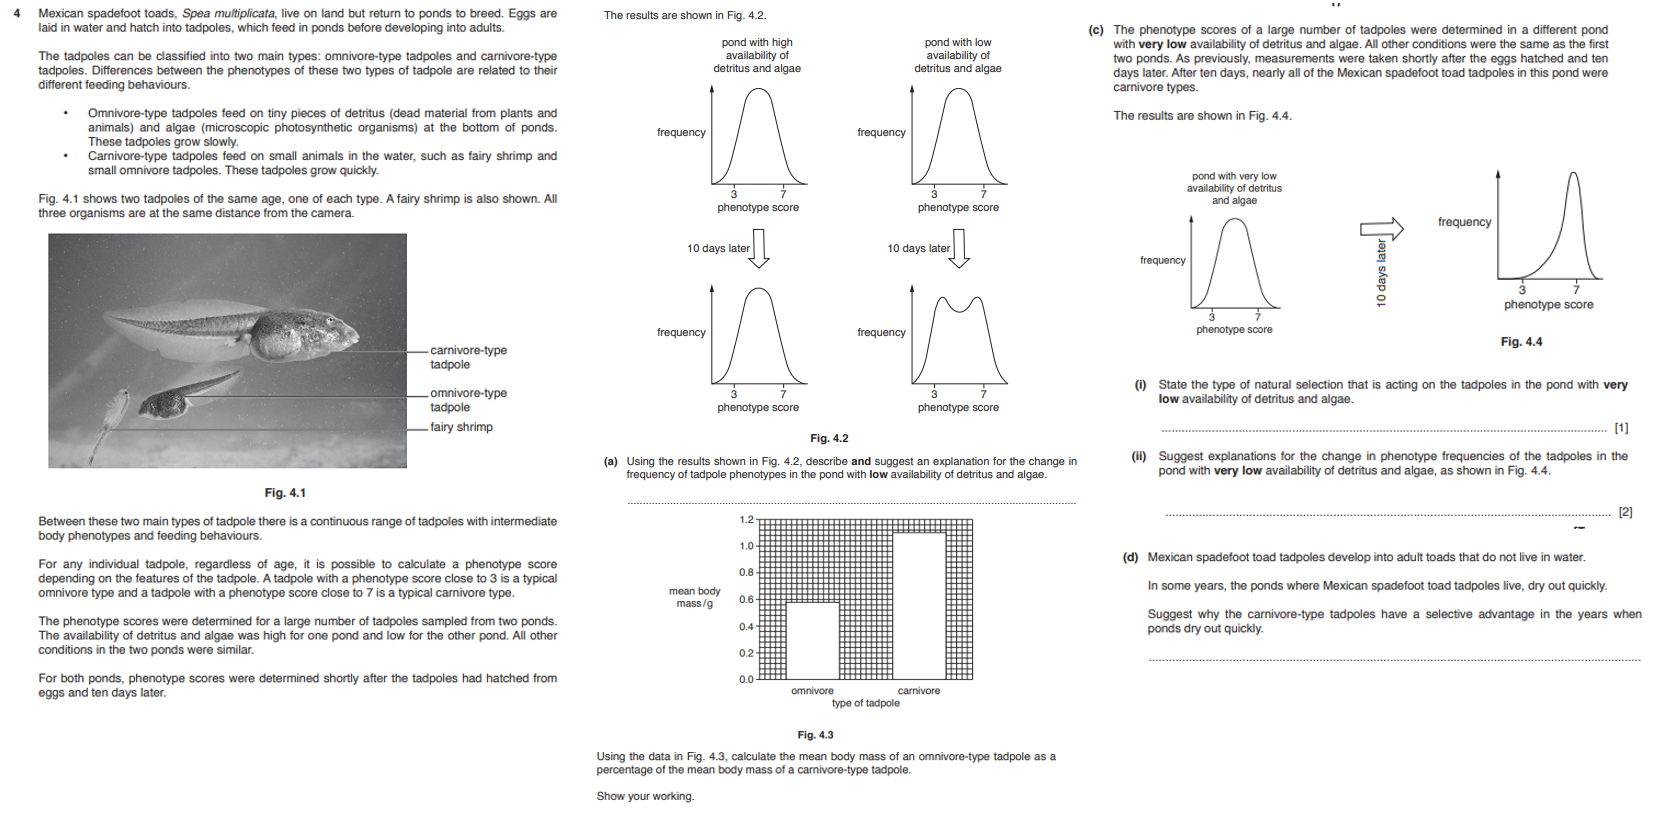 4 Mexican spadefoot toads, Spea multiplicata, live on land but return to ponds to breed. Eggs are
laid in water and hatch into tadpoles, which feed in ponds before developing into adults.
The tadpoles can be classified into two main types: omnivore-type tadpoles and carnivore-type
tadpoles. Differences between the phenotypes of these two types of tadpole are related to their
different feeding behaviours.
• Omnivore-type tadpoles feed on tiny pieces of detritus (dead material from plants and
animals) and algae (microscopic photosynthetic organisms) at the bottom of ponds.
These tadpoles grow slowly.
• Carnivore-type tadpoles feed on small animals in the water, such as fairy shrimp and
small omnivore tadpoles. These tadpoles grow quickly.
Fig. 4.1 shows two tadpoles of the same age, one of each type. A fairy shrimp is also shown. All
three organisms are at the same distance from the camera.
carnivore-type
tadpole
omnivore-type
tadpole
fairy shrimp
Fig. 4.1
Between these two main types of tadpole there is a continuous range of tadpoles with intermediate
body phenotypes and feeding behaviours.
For any individual tadpole, regardless of age, it is possible to calculate a phenotype score
depending on the features of the tadpole. A tadpole with a phenotype score close to 3 is a typical
omnivore type and a tadpole with a phenotype score close to 7 is a typical carnivore type.
The phenotype scores were determined for a large number of tadpoles sampled from two ponds.
The availability of detritus and algae was high for one pond and low for the other pond. All other
conditions in the two ponds were similar.
For both ponds, phenotype scores were determined shortly after the tadpoles had hatched from
eggs and ten days later.
The results are shown in Fig. 4.2.
pond with high
availability of
detritus and algae
frequency
3 7
phenotype score
10 days later
frequency
3 7
phenotype score
pond with low
availability of
detritus and algae
frequency
3 7
phenotype score
10 days later
frequency
3 7
phenotype score
Fig. 4.2
(a) Using the results shown in Fig. 4.2, describe and suggest an explanation for the change in
frequency of tadpole phenotypes in the pond with low availability of detritus and algae.
1.2
1.0
0.8
0.6
0.4
0.2
0.0
mean body
mass/g
omnivore carnivore
type of tadpole
Fig. 4.3
Using the data in Fig. 4.3, calculate the mean body mass of an omnivore-type tadpole as a
percentage of the mean body mass of a carnivore-type tadpole.
Show your working.
(c) The phenotype scores of a large number of tadpoles were determined in a different pond
with very low availability of detritus and algae. All other conditions were the same as the first
two ponds. As previously, measurements were taken shortly after the eggs hatched and ten
days later. After ten days, nearly all of the Mexican spadefoot toad tadpoles in this pond were
carnivore types.
The results are shown in Fig. 4.4.
pond with very low
availability of detritus
and algae
frequency
3 7
phenotype score
10 days later
frequency
3 7
phenotype score
Fig. 4.4
(i) State the type of natural selection that is acting on the tadpoles in the pond with very
low availability of detritus and algae.
[1]
(ii) Suggest explanations for the change in phenotype frequencies of the tadpoles in the
pond with very low availability of detritus and algae, as shown in Fig. 4.4.
[2]
(d) Mexican spadefoot toad tadpoles develop into adult toads that do not live in water.
In some years, the ponds where Mexican spadefoot toad tadpoles live, dry out quickly.
Suggest why the carnivore-type tadpoles have a selective advantage in the years when
ponds dry out quickly.